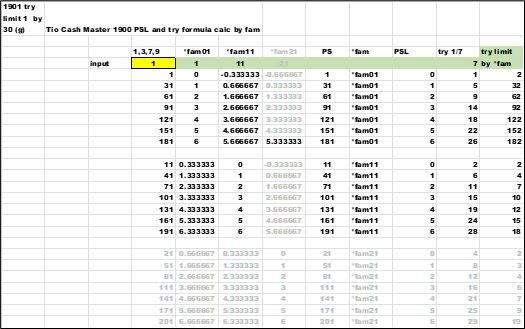 1901 try
limit 1 by
30 (g) Tio Cash Master 1900 PSL and try formula calc by fam
1,3,7,9 *fam01 *fam11 *fam21 PS *fam PSL try 1/7 try limit
input 1 1 11 21 7 by *fam
1 0 -0.333333 -0.666667 1 *fam01 0 1 2
31 1 0.666667 0.333333 31 *fam01 1 5 32
61 2 1.666667 1.333333 61 *fam01 2 9 62
91 3 2.666667 2.333333 91 *fam01 3 14 92
121 4 3.666667 3.333333 121 *fam01 4 18 122
151 5 4.666667 4.333333 151 *fam01 5 22 152
181 6 5.666667 5.333333 181 *fam01 6 26 182
11 0.333333 0 -0.333333 11 *fam11 0 2 2
41 1.333333 1 0.666667 41 *fam11 1 6 4
71 2.333333 2 1.666667 71 *fam11 2 11 7
101 3.333333 3 2.666667 101 *fam11 3 15 10
131 4.333333 4 3.666667 131 *fam11 4 19 12
161 5.333333 5 4.666667 161 *fam11 5 24 15
191 6.333333 6 5.666667 191 *fam11 6 28 18
21 0.666667 0.333333 0 21 *fam21 0 4 2
51 1.666667 1.333333 1 51 *fam21 1 8 3
81 2.666667 2.333333 2 81 *fam21 2 12 4
111 3.666667 3.333333 3 111 *fam21 3 16 6
141 4.666667 4.333333 4 141 *fam21 4 21 7
171 5.666667 5.333333 5 171 *fam21 5 25
201 6.666667 6.333333 6 201 *fam21 6 29